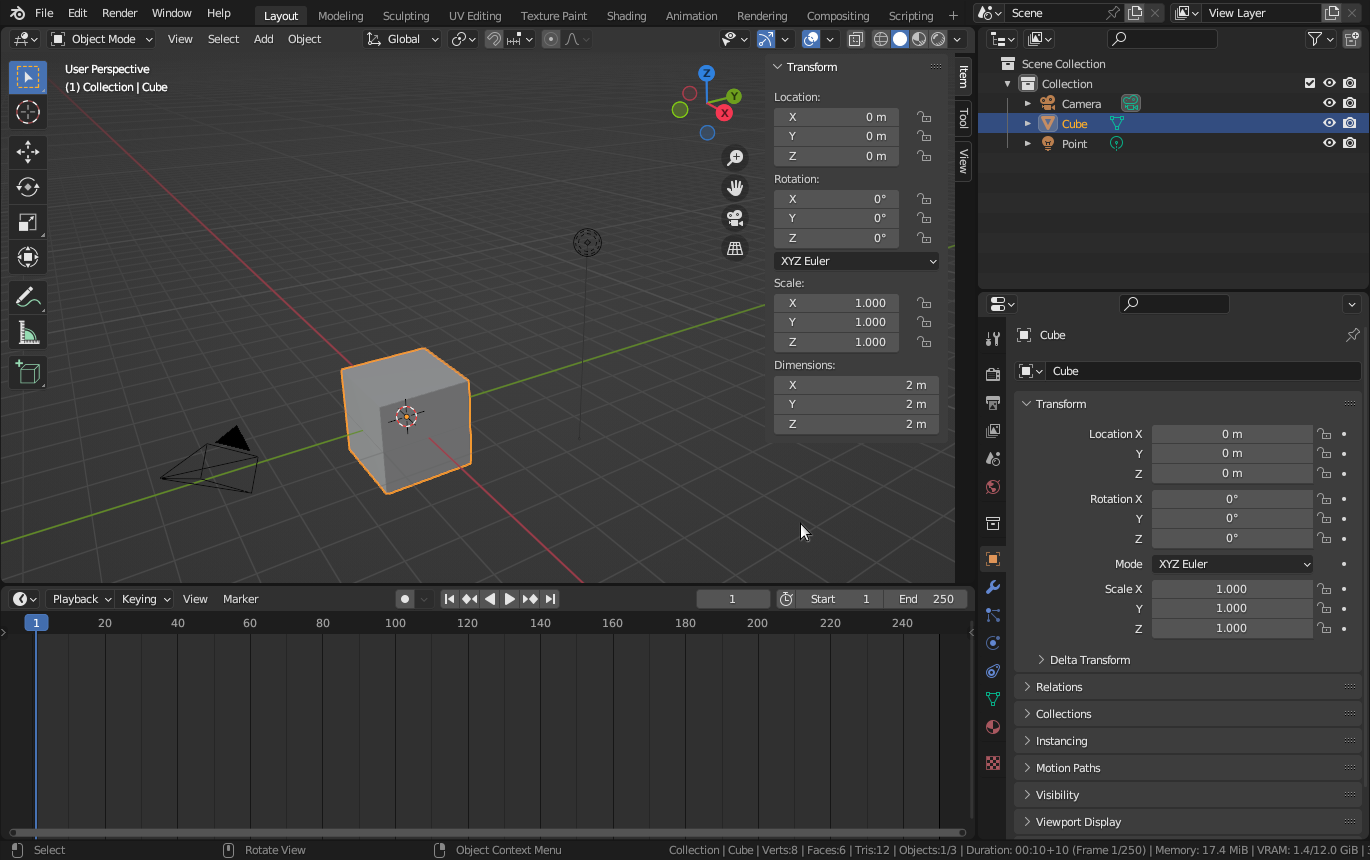 File Edit Render Window Help Layout Modeling Sculpting UV Editing Texture Paint Shading Animation Rendering Compositing Scripting + Scene View Layer
Object Mode View Select Add Object Global
User Perspective
(1) Collection | Cube
Z
Y
X
Transform
Location:
X 0 m
Y 0 m
Z 0 m
Rotation:
X 0°
Y 0°
Z 0°
XYZ Euler
Scale:
X 1.000
Y 1.000
Z 1.000
Dimensions:
X 2 m
Y 2 m
Z 2 m
Item
Tool
View
Scene Collection
Collection
Camera
Cube
Point
Cube
Cube
Transform
Location X 0 m
Y 0 m
Z 0 m
Rotation X 0°
Y 0°
Z 0°
Mode XYZ Euler
Scale X 1.000
Y 1.000
Z 1.000
Delta Transform
Relations
Collections
Instancing
Motion Paths
Visibility
Viewport Display
Playback Keying View Marker 1 Start 1 End 250
1 20 40 60 80 100 120 140 160 180 200 220 240
Select Rotate View Object Context Menu Collection | Cube | Verts:8 | Faces:6 | Tris:12 | Objects:1/3 | Duration: 00:10+10 (Frame 1/250) | Memory: 17.4 MiB | VRAM: 1.4/12.0 GiB |